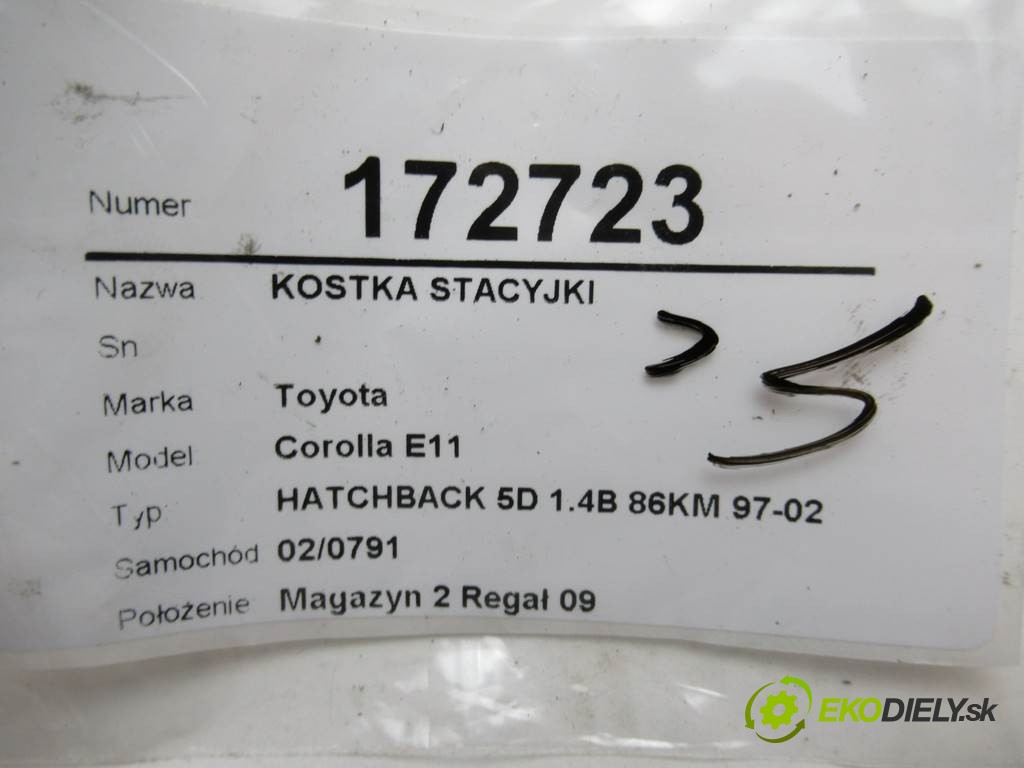 Numer 172723
Nazwa KOSTKA STACYJKI
Sn
Marka Toyota
Model Corolla E11
Typ HATCHBACK 5D 1.4B 86KM 97-02
Samochód 02/0791
Położenie Magazyn 2 Regał 09
EKODIELY.sk